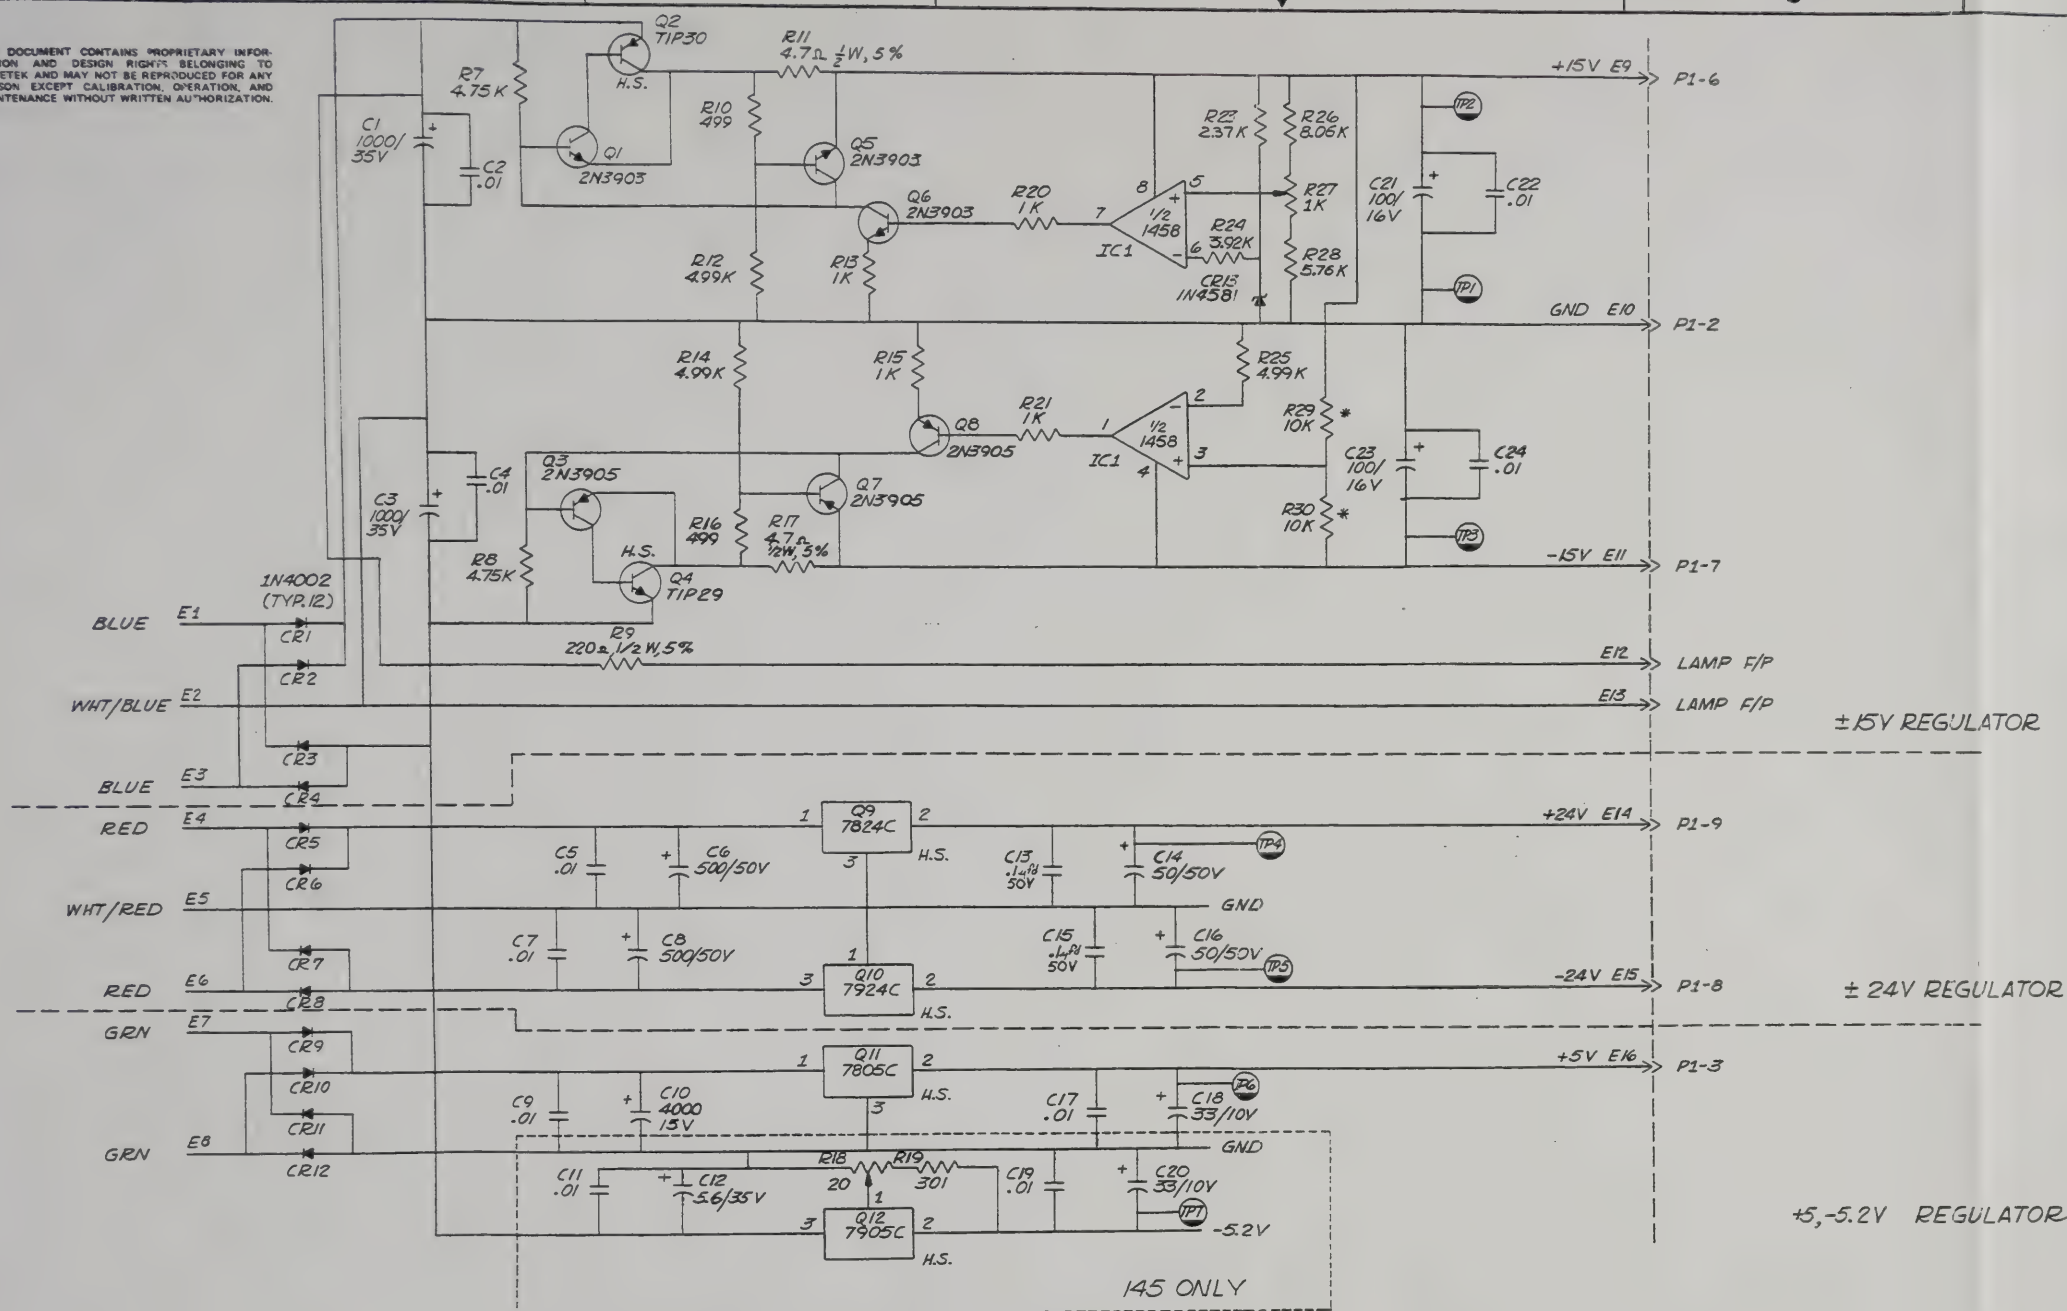 DOCUMENT CONTAINS PROPRIETARY INFOR-
ION AND DESIGN RIGHTS BELONGING TO
ETEK AND MAY NOT BE REPRODUCED FOR ANY
SON EXCEPT CALIBRATION, OPERATION, AND
NTENANCE WITHOUT WRITTEN AUTHORIZATION.
Q2
TIP30
H.S.
R11
4.7Ω ½W, 5%
R7
4.75K
R10
499
C1
1000/
35V
+
C2
.01
Q1
2N3903
Q5
2N3903
Q6
2N3903
R20
1K
R12
4.99K
R13
1K
7
8
5
6
+
-
1/2
1458
IC1
R23
2.37K
R26
8.06K
R27
1K
R24
3.92K
R28
5.76K
CR13
1N4581
C21
100/
16V
+
C22
.01
TP2
TP1
+15V E9
P1-6
GND E10
P1-2
R14
4.99K
R15
1K
R25
4.99K
R21
1K
Q8
2N3905
1
2
3
4
-
+
1/2
1458
IC1
R29
10K
*
R30
10K
*
C23
100/
16V
+
C24
.01
TP3
-15V E11
P1-7
C3
1000/
35V
+
C4
.01
Q3
2N3905
Q7
2N3905
R8
4.75K
R16
499
R17
4.7Ω
1/2W, 5%
H.S.
Q4
TIP29
R9
220Ω, 1/2W, 5%
1N4002
(TYP.12)
BLUE E1
CR1
CR2
WHT/BLUE E2
CR3
BLUE E3
CR4
E12 LAMP F/P
E13 LAMP F/P
±15V REGULATOR
RED E4
CR5
CR6
WHT/RED E5
CR7
RED E6
CR8
C5
.01
+
C6
500/50V
C7
.01
+
C8
500/50V
1
Q9
7824C
2
3
H.S.
C13
.1µfd
50V
+
C14
50/50V
TP4
+24V E14
P1-9
GND
C15
.1µfd
50V
+
C16
50/50V
TP5
1
3
Q10
7924C
2
H.S.
-24V E15
P1-8
± 24V REGULATOR
GRN E7
CR9
CR10
CR11
GRN E8
CR12
C9
.01
+
C10
4000
15V
1
Q11
7805C
2
3
H.S.
C17
.01
+
C18
33/10V
TP6
+5V E16
P1-3
GND
C11
.01
+
C12
5.6/35V
R18
20
R19
301
1
3
Q12
7905C
2
H.S.
C19
.01
+
C20
33/10V
TP7
-5.2V
+5,-5.2V REGULATOR
145 ONLY